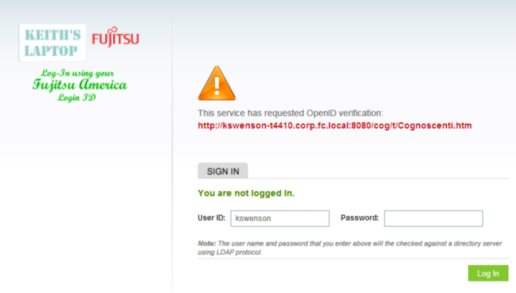 KEITH'S
LAPTOP
FUJITSU
Log-In using your
Fujitsu America
Login ID
This service has requested OpenID verification:
http://kswenson-t4410.corp.fc.local:8080/cog/t/Cognoscenti.htm
SIGN IN
You are not logged in.
User ID: kswenson Password:
Note: The user name and password that you enter above will the checked against a directory server
using LDAP protocol.
Log In